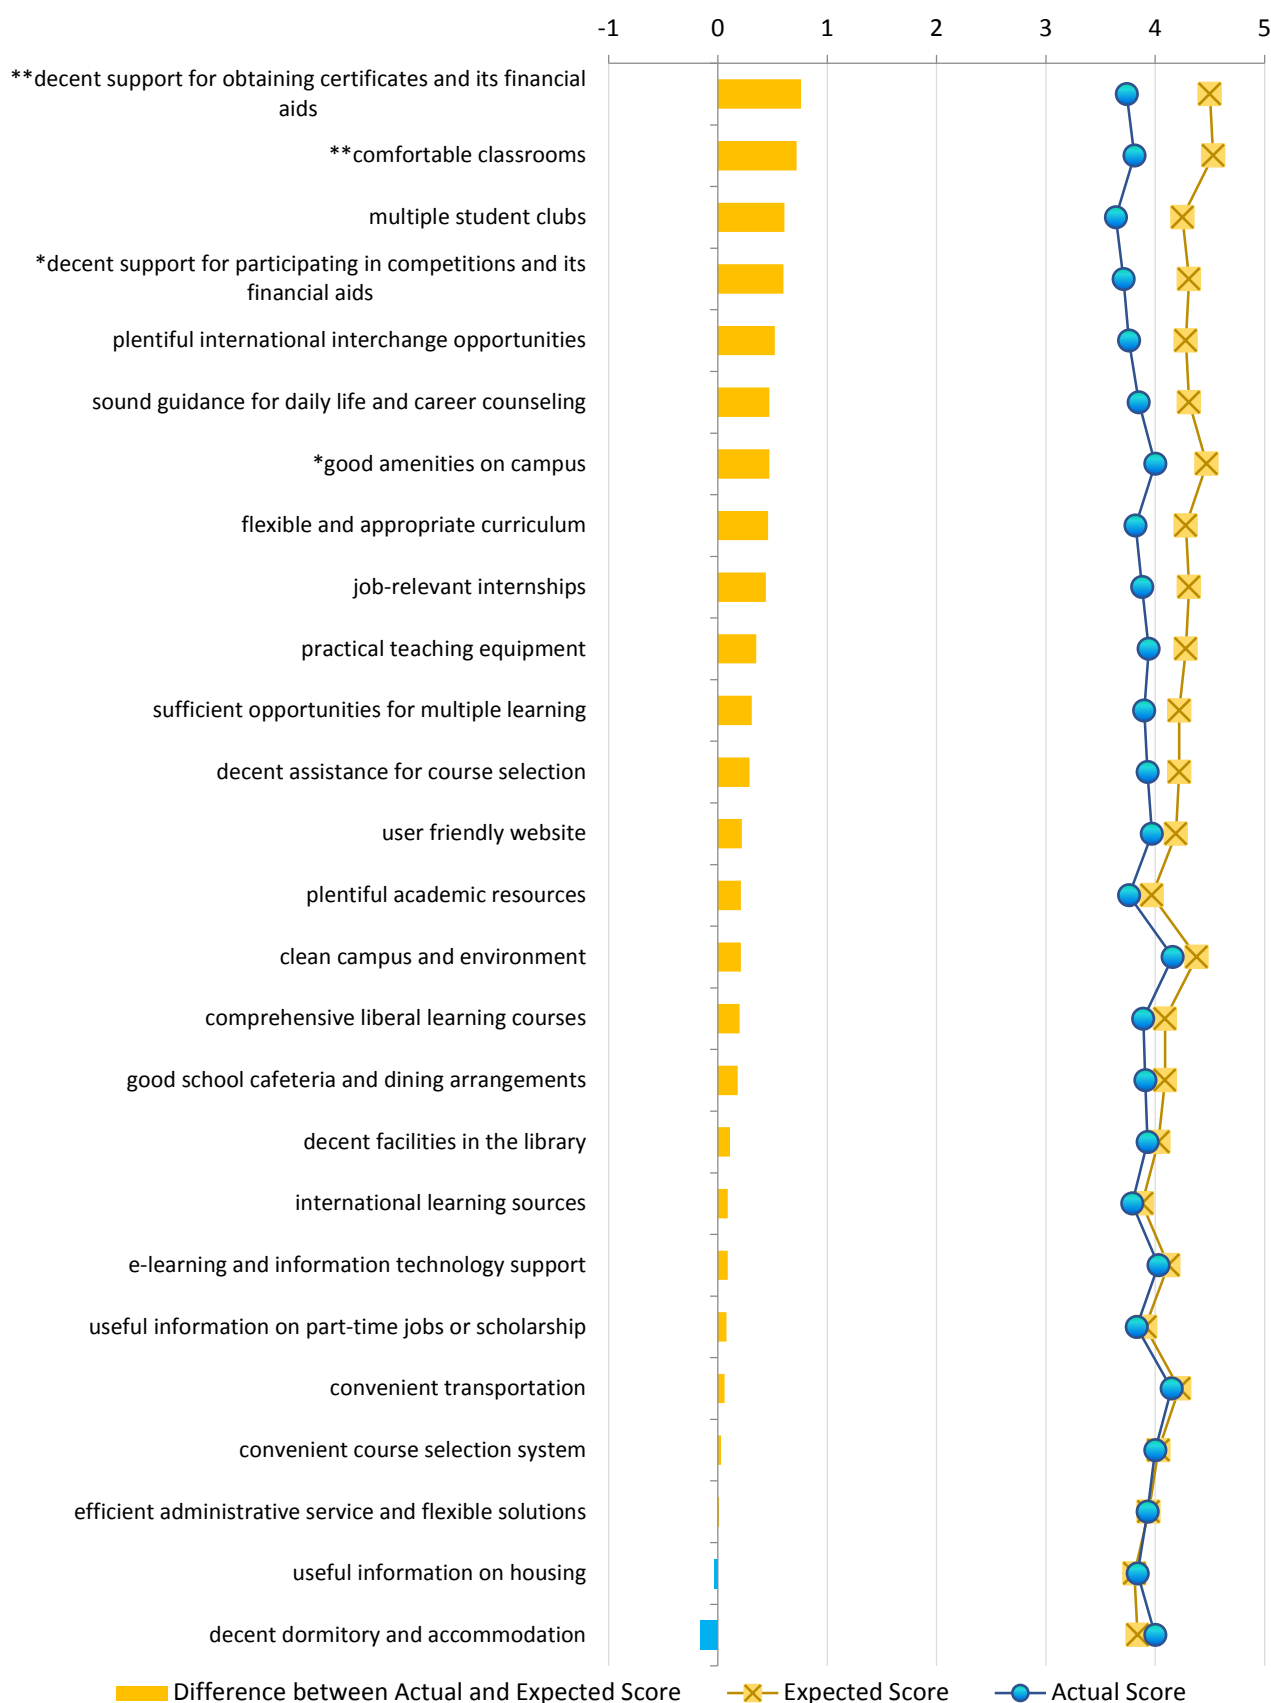 -1 0 1 2 3 4 5
**decent support for obtaining certificates and its financial
aids
**comfortable classrooms
multiple student clubs
*decent support for participating in competitions and its
financial aids
plentiful international interchange opportunities
sound guidance for daily life and career counseling
*good amenities on campus
flexible and appropriate curriculum
job-relevant internships
practical teaching equipment
sufficient opportunities for multiple learning
decent assistance for course selection
user friendly website
plentiful academic resources
clean campus and environment
comprehensive liberal learning courses
good school cafeteria and dining arrangements
decent facilities in the library
international learning sources
e-learning and information technology support
useful information on part-time jobs or scholarship
convenient transportation
convenient course selection system
efficient administrative service and flexible solutions
useful information on housing
decent dormitory and accommodation
Difference between Actual and Expected Score Expected Score Actual Score